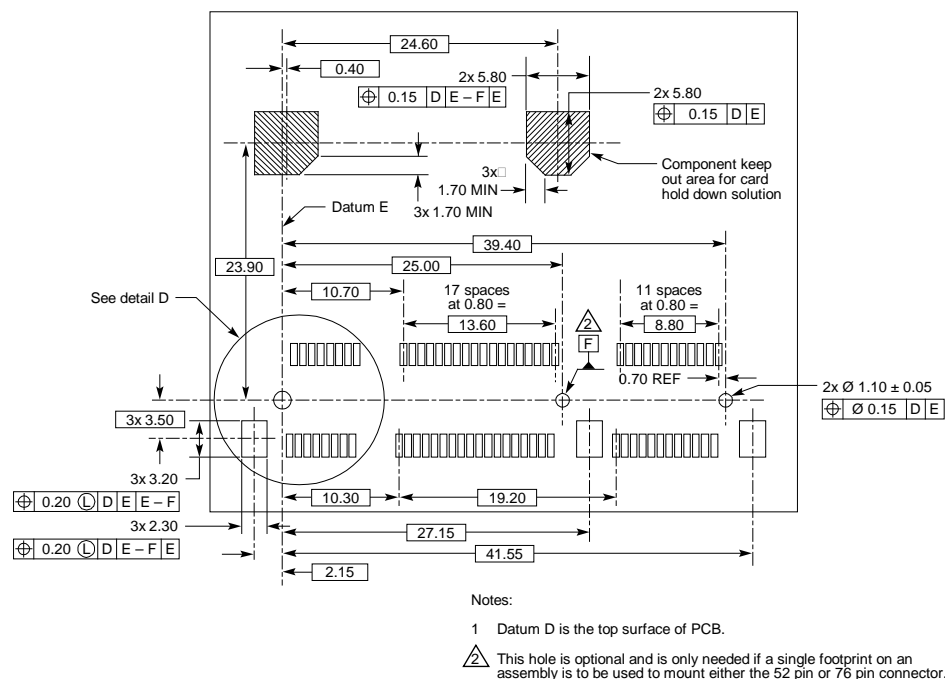 24.60
0.40
2x 5.80
⌖ 0.15 D E – F E
2x 5.80
⌖ 0.15 D E
3x□
1.70 MIN
3x 1.70 MIN
Component keep
out area for card
hold down solution
Datum E
39.40
23.90
25.00
10.70
17 spaces
at 0.80 =
13.60
11 spaces
at 0.80 =
8.80
See detail D
2
F
0.70 REF
2x Ø 1.10 ± 0.05
⌖ Ø 0.15 D E
3x 3.50
3x 3.20
⌖ 0.20 Ⓛ D E E – F
3x 2.30
⌖ 0.20 Ⓛ D E – F E
10.30
19.20
27.15
41.55
2.15
Notes:
1 Datum D is the top surface of PCB.
2 This hole is optional and is only needed if a single footprint on an
assembly is to be used to mount either the 52 pin or 76 pin connector.